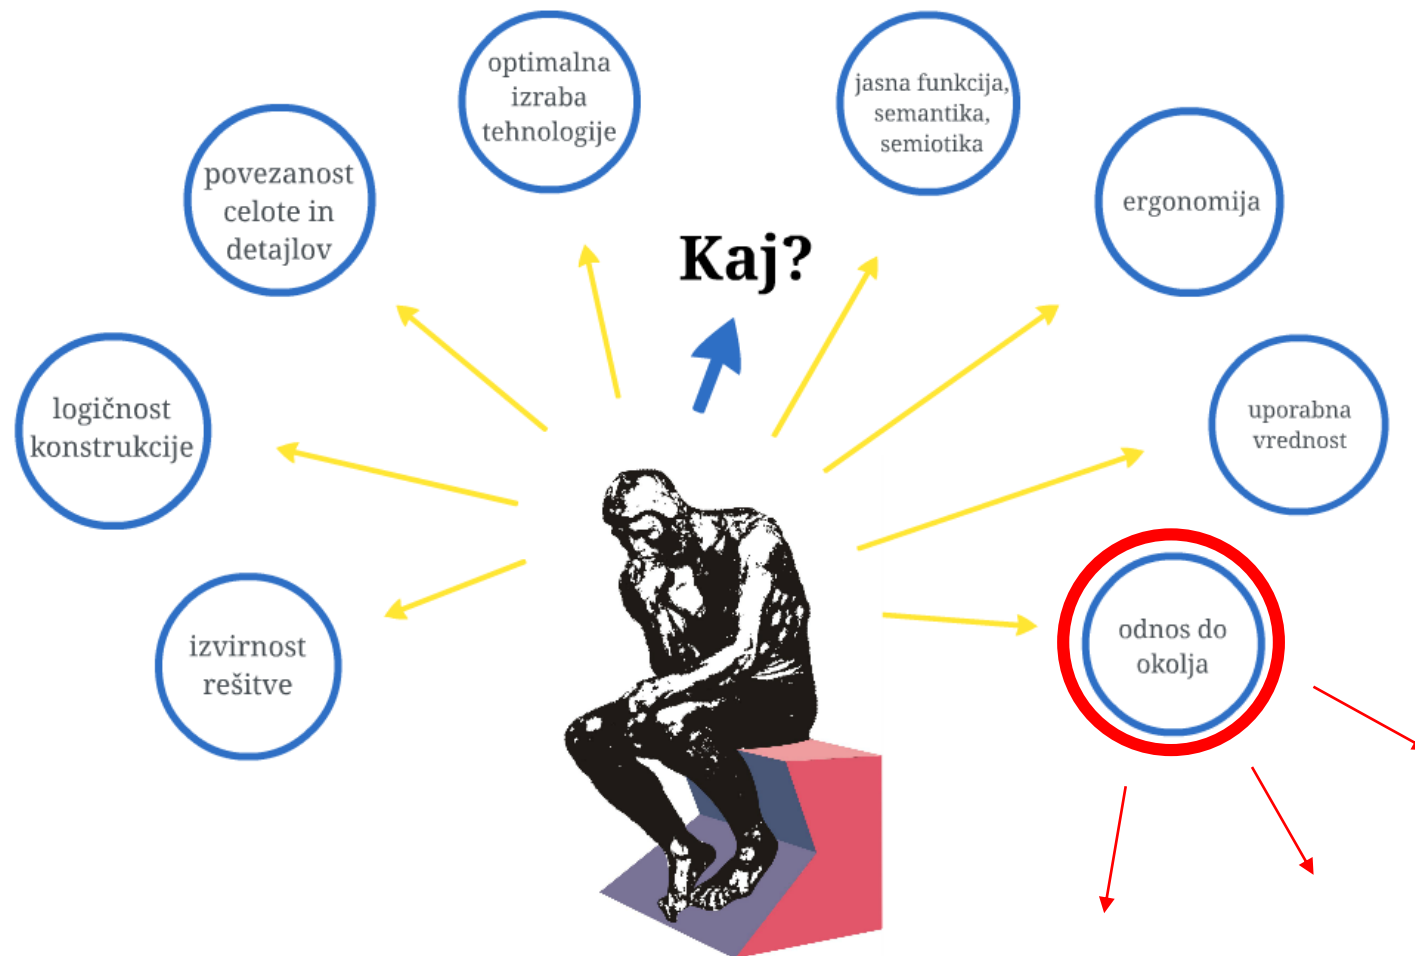 optimalna
izraba
tehnologije
jasna funkcija,
semantika,
semiotika
povezanost
celote in
detajlov
ergonomija
Kaj?
logičnost
konstrukcije
uporabna
vrednost
izvirnost
rešitve
odnos do
okolja